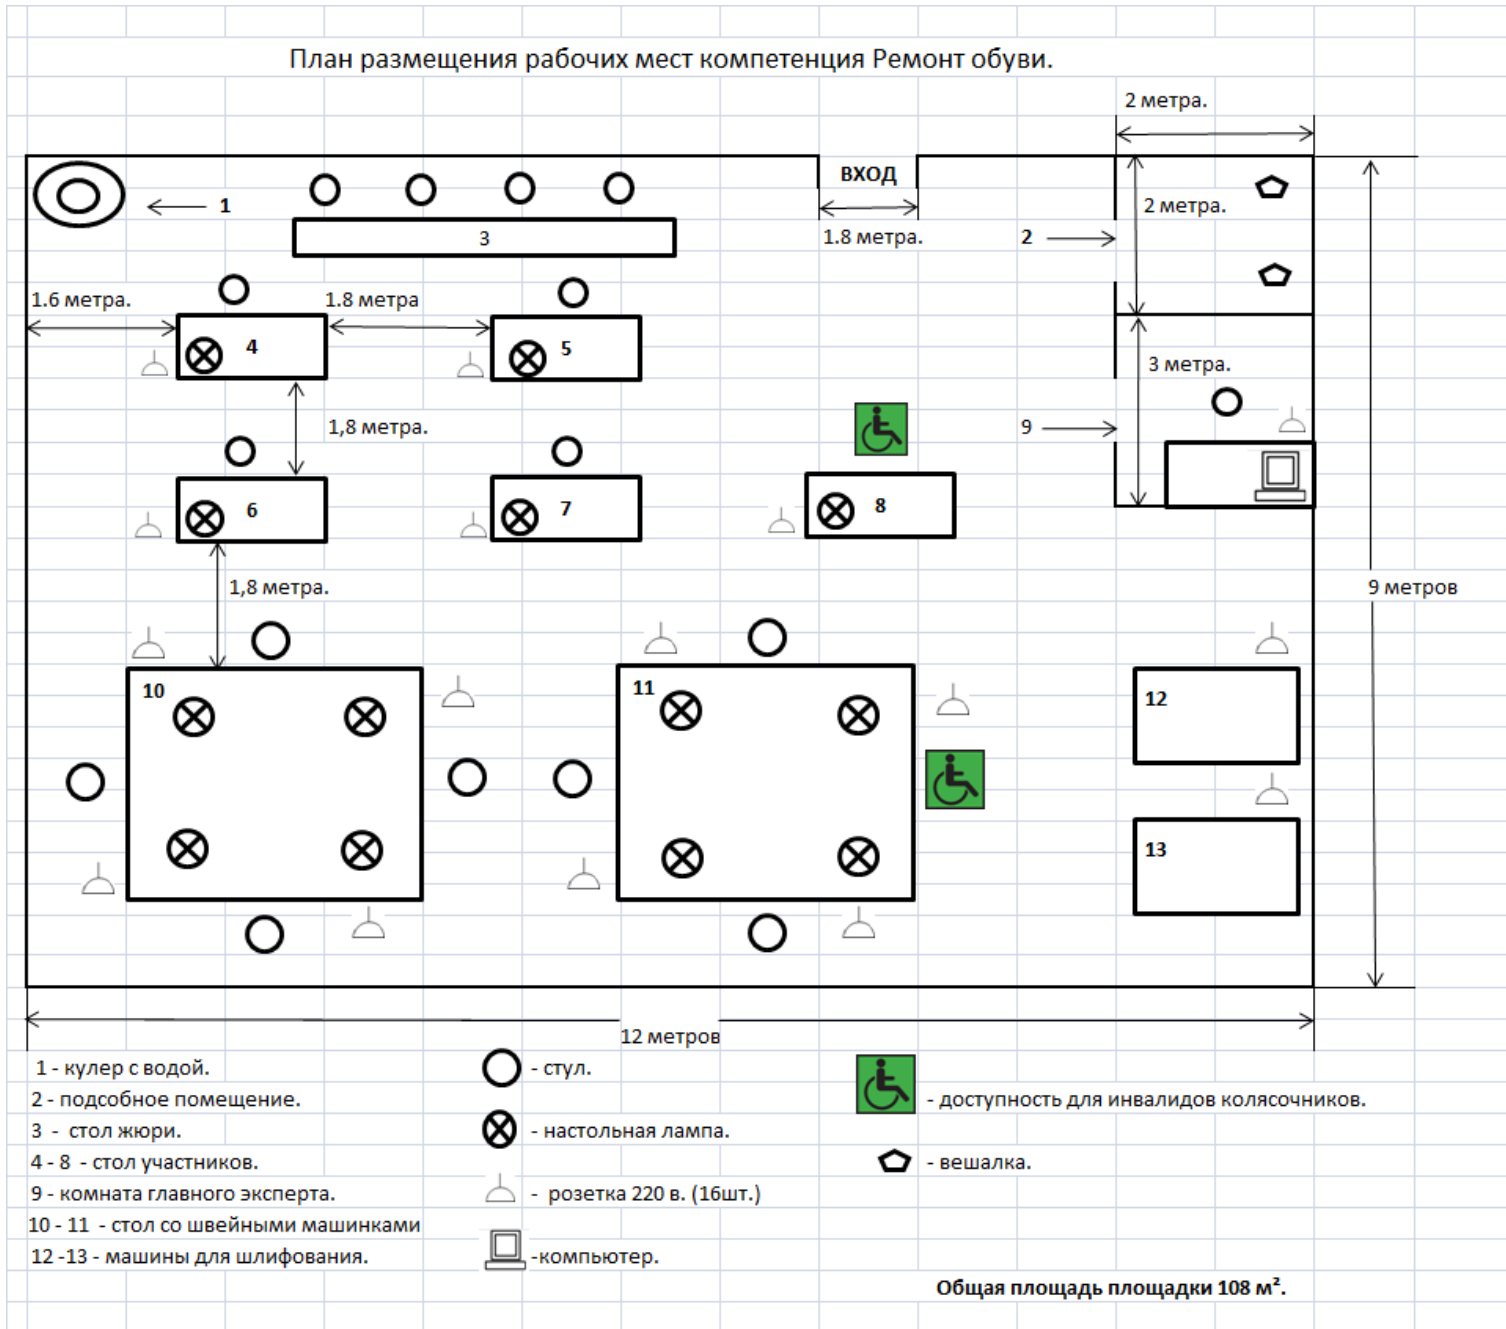 План размещения рабочих мест компетенция Ремонт обуви.
2 метра.
ВХОД
1
2 метра.
3
1.8 метра.
2
1.6 метра.
1.8 метра
4
5
3 метра.
1,8 метра.
9
6
7
8
1,8 метра.
9 метров
10
11
12
13
12 метров
1 - кулер с водой.
- стул.
2 - подсобное помещение.
- доступность для инвалидов колясочников.
3 - стол жюри.
- настольная лампа.
4 - 8 - стол участников.
- вешалка.
9 - комната главного эксперта.
- розетка 220 в. (16шт.)
10 - 11 - стол со швейными машинками
12 -13 - машины для шлифования.
-компьютер.
Общая площадь площадки 108 м².